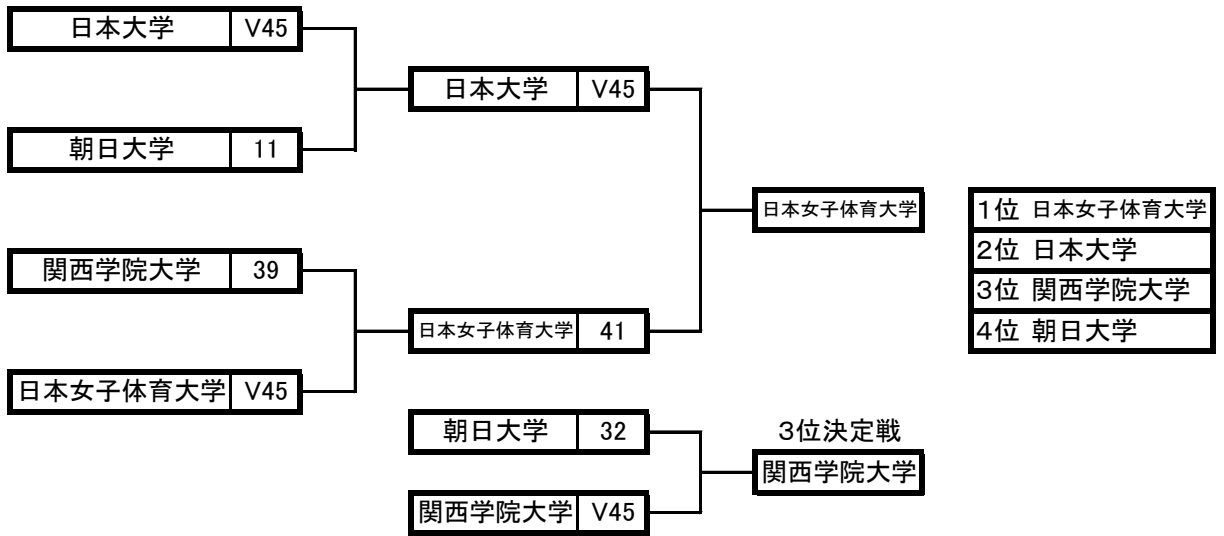 日本大学 V45
日本大学 V45
朝日大学 11
日本女子体育大学
1位 日本女子体育大学
2位 日本大学
関西学院大学 39
3位 関西学院大学
日本女子体育大学 41
4位 朝日大学
日本女子体育大学 V45
朝日大学 32
3位決定戦
関西学院大学
関西学院大学 V45